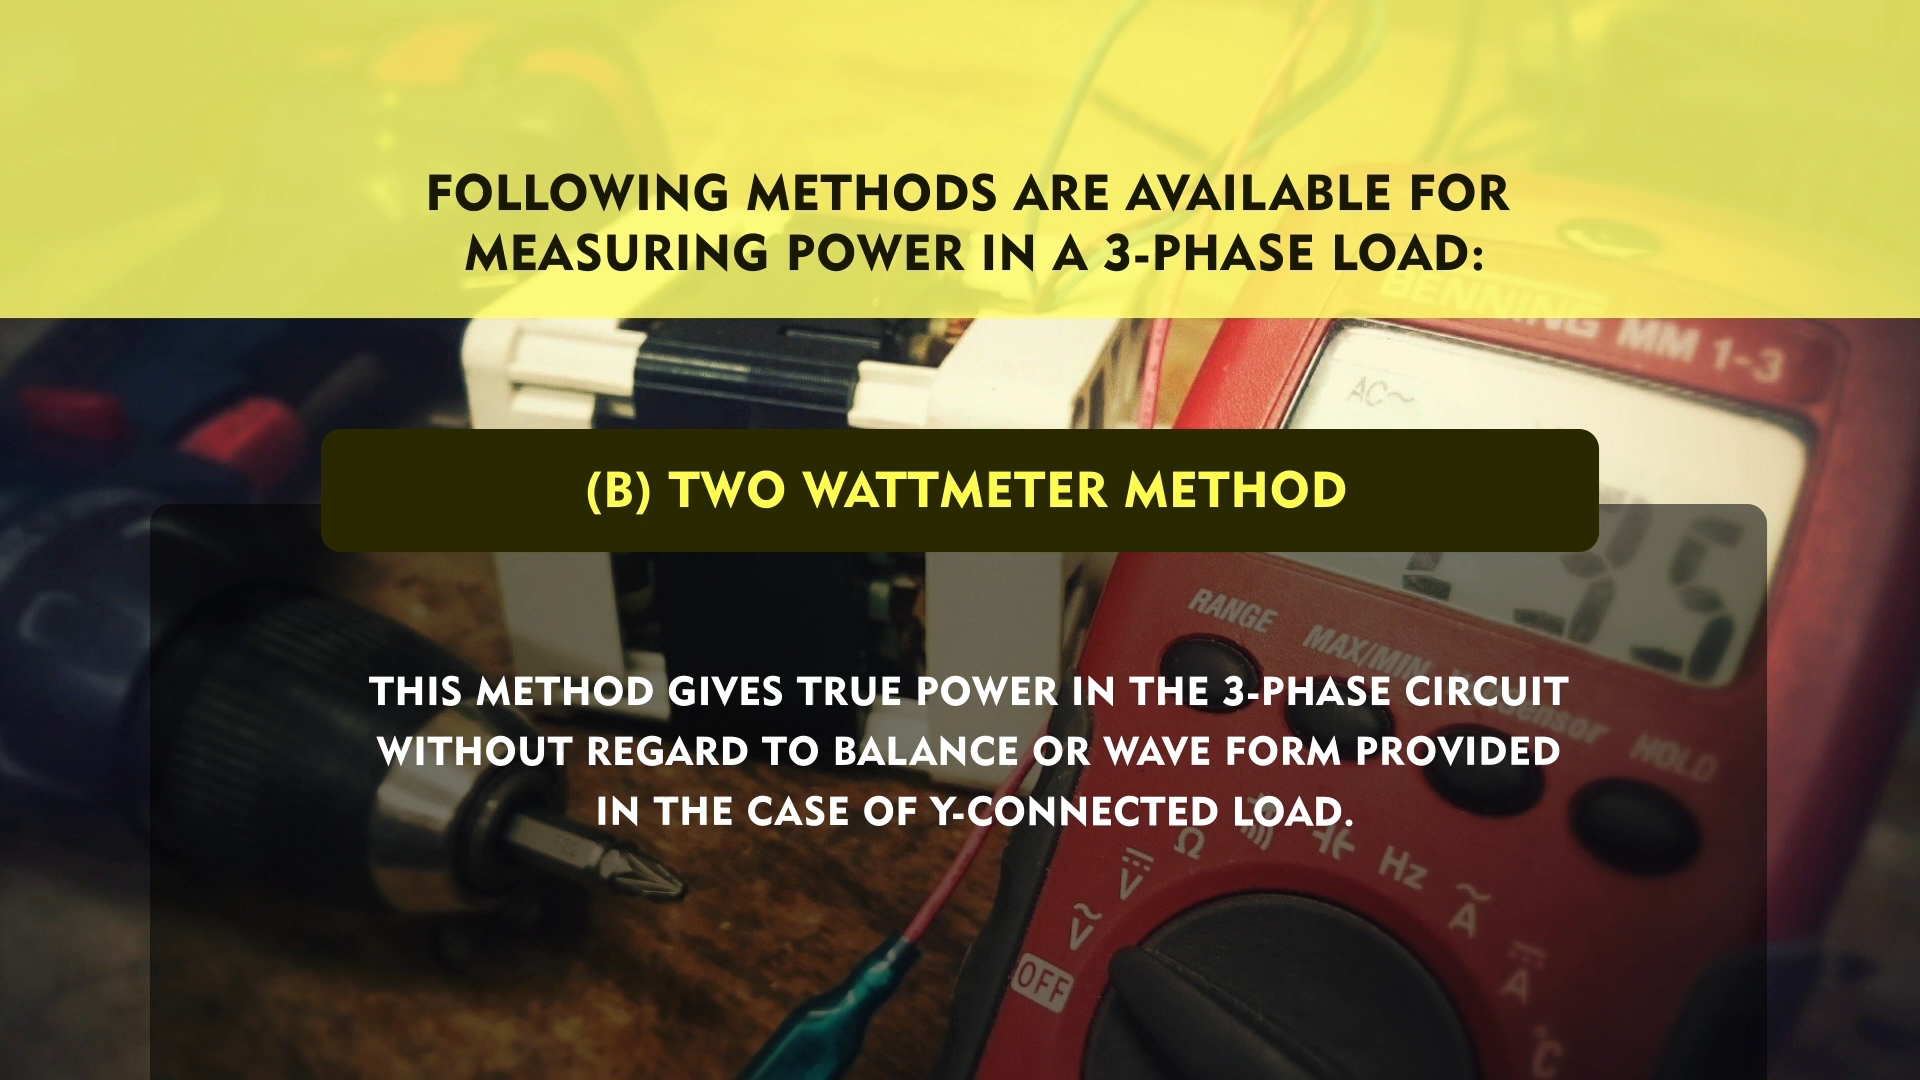 FOLLOWING METHODS ARE AVAILABLE FOR
MEASURING POWER IN A 3-PHASE LOAD:
BENNING MM 1-3
AC~
(B) TWO WATTMETER METHOD
RANGE
MAX/MIN
Sensor
HOLD
THIS METHOD GIVES TRUE POWER IN THE 3-PHASE CIRCUIT
WITHOUT REGARD TO BALANCE OR WAVE FORM PROVIDED
IN THE CASE OF Y-CONNECTED LOAD.
Ω
Hz
V
A
V
A
OFF
°C